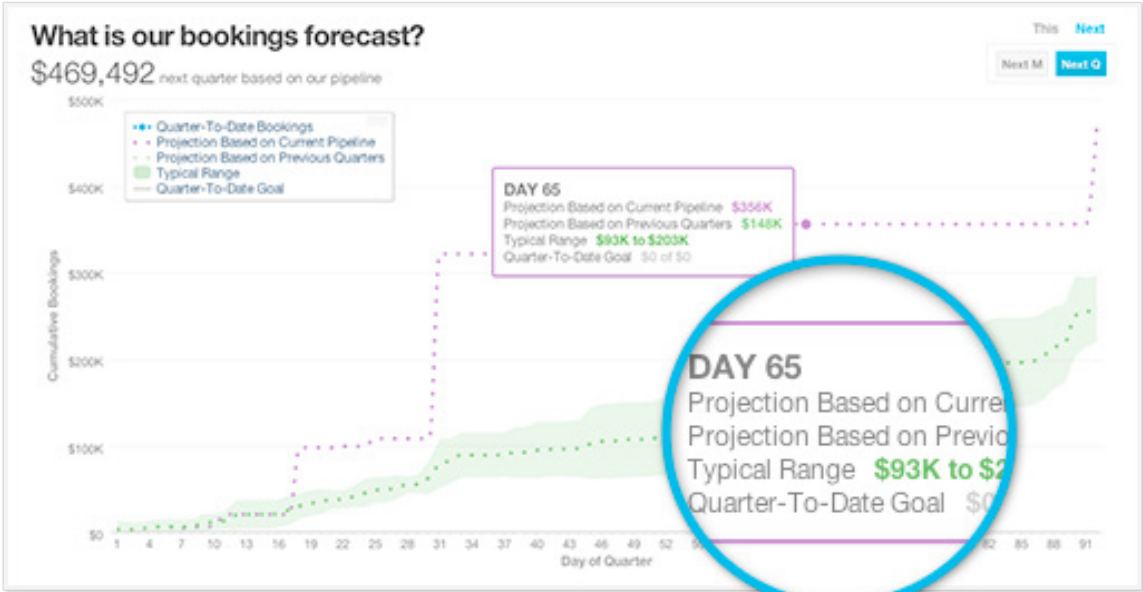 What is our bookings forecast?
This Next
$469,492 next quarter based on our pipeline
Next M Next Q
$500K
Quarter-To-Date Bookings
Projection Based on Current Pipeline
Projection Based on Previous Quarters
Typical Range
Quarter-To-Date Goal
$400K
DAY 65
Projection Based on Current Pipeline $356K
Projection Based on Previous Quarters $148K
Typical Range $93K to $203K
Quarter-To-Date Goal $0 of $0
Cumulative Bookings
$300K
$200K
$100K
$0
DAY 65
Projection Based on Curre
Projection Based on Previo
Typical Range $93K to $2
Quarter-To-Date Goal $0
1 4 7 10 13 16 19 22 25 28 31 34 37 40 43 46 49 52 82 85 88 91
Day of Quarter